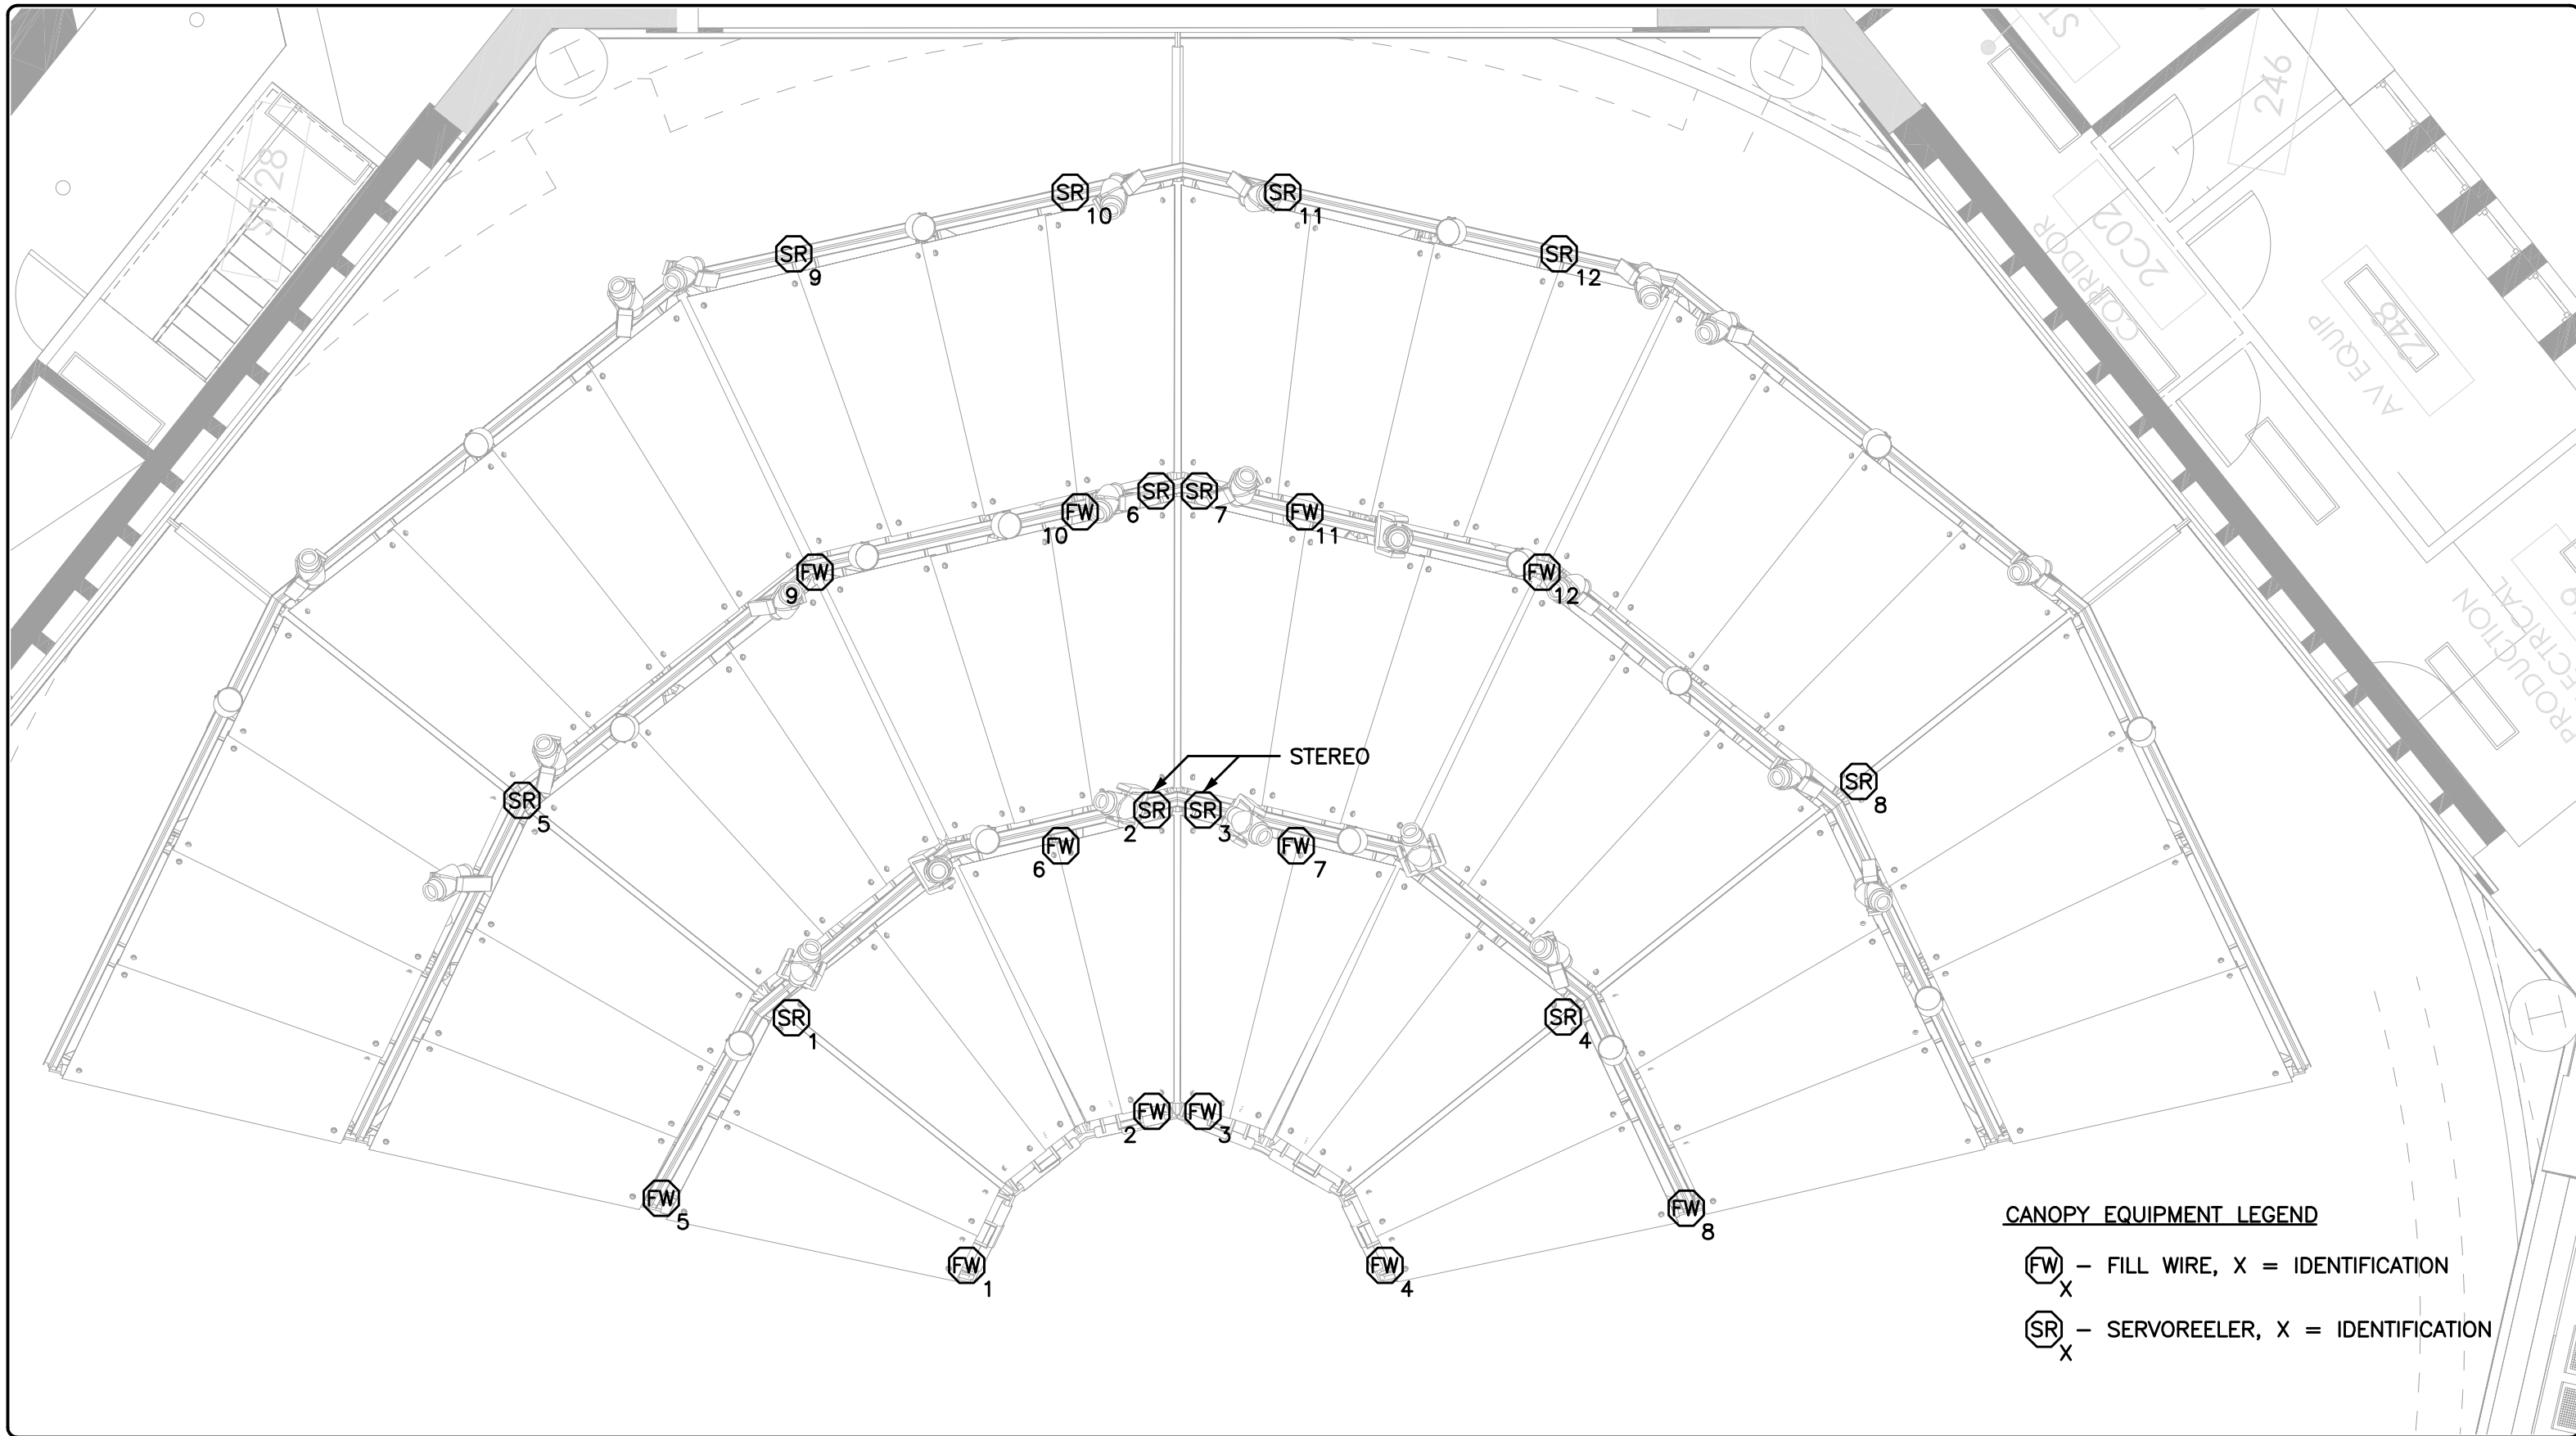 ST
246
ST28
CORRIDOR
2C02
248
AV EQUIP
SR
10
SR
11
SR
9
SR
12
SR
6
SR
7
FW
10
FW
11
FW
9
FW
12
PRODUCTION
STEREO
SR
5
SR
8
SR
2
SR
3
FW
6
FW
7
SR
1
SR
4
FW
2
FW
3
FW
5
FW
8
FW
1
FW
4
CANOPY EQUIPMENT LEGEND
FW X – FILL WIRE, X = IDENTIFICATION
SR X – SERVOREELER, X = IDENTIFICATION